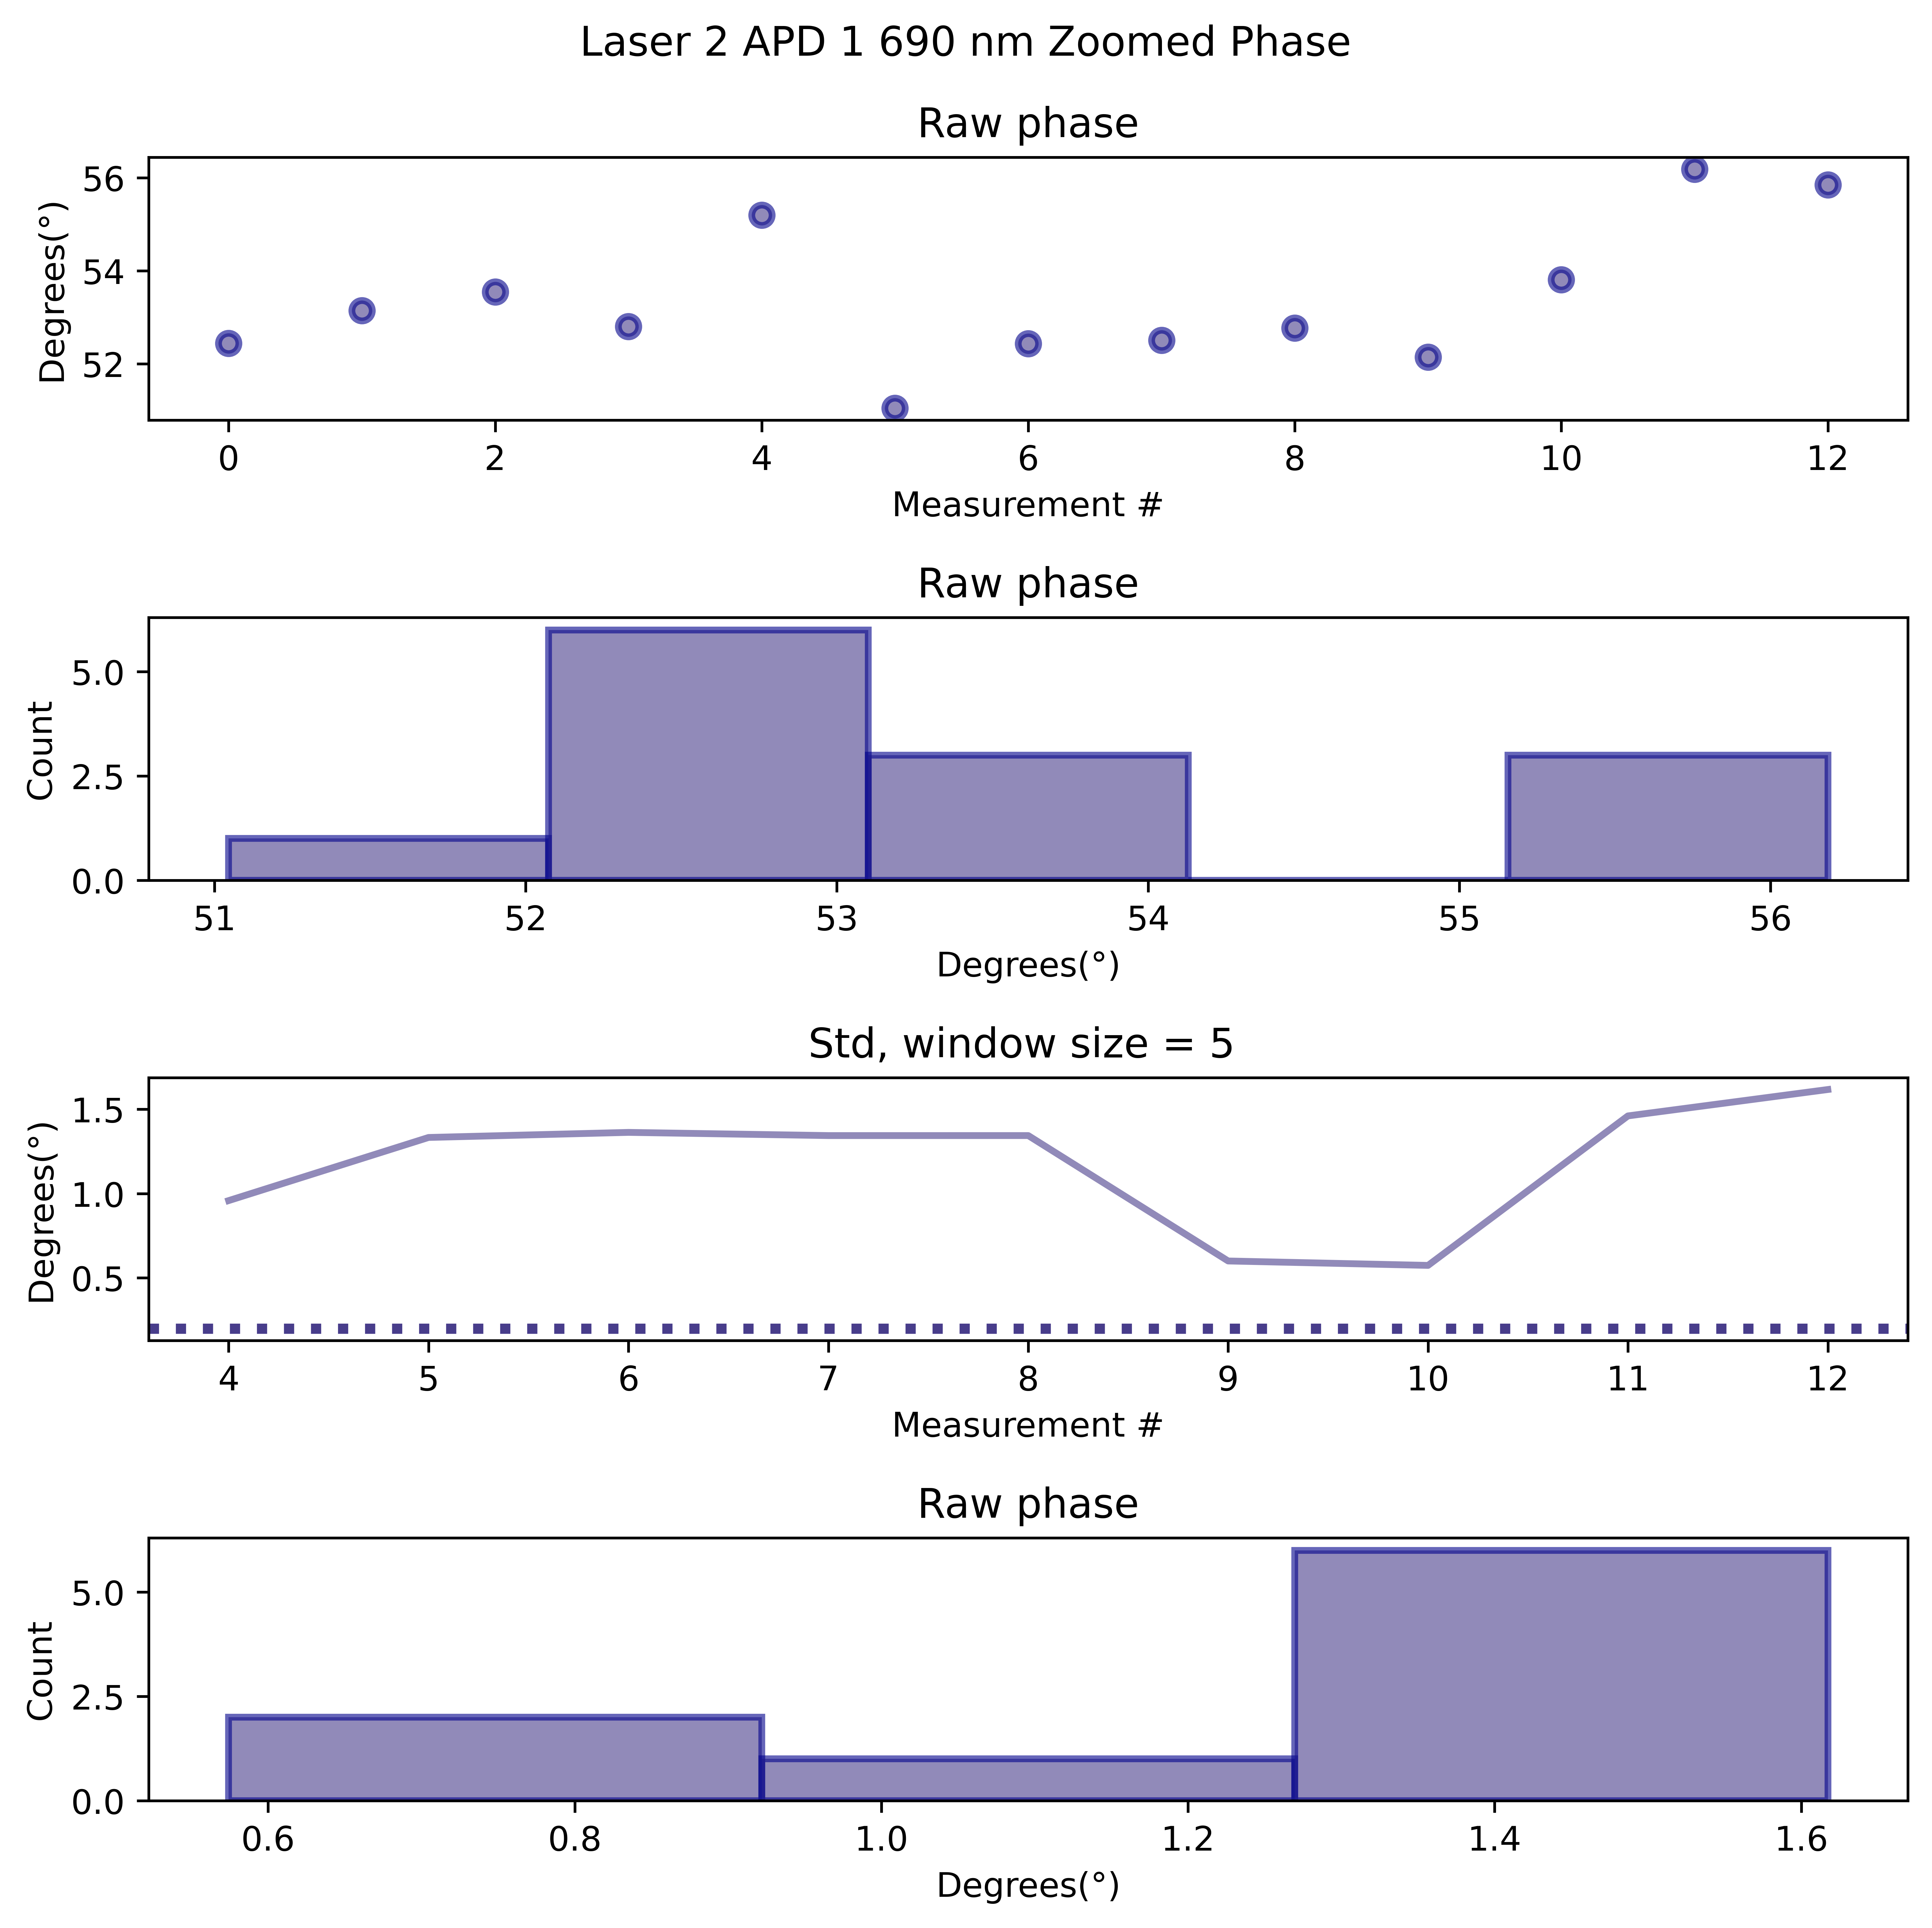 Laser 2 APD 1 690 nm Zoomed Phase
Raw phase
56
54
52
Degrees(°)
0 2 4 6 8 10 12
Measurement #
Raw phase
5.0
2.5
0.0
Count
51 52 53 54 55 56
Degrees(°)
Std, window size = 5
1.5
1.0
0.5
Degrees(°)
4 5 6 7 8 9 10 11 12
Measurement #
Raw phase
5.0
2.5
0.0
Count
0.6 0.8 1.0 1.2 1.4 1.6
Degrees(°)